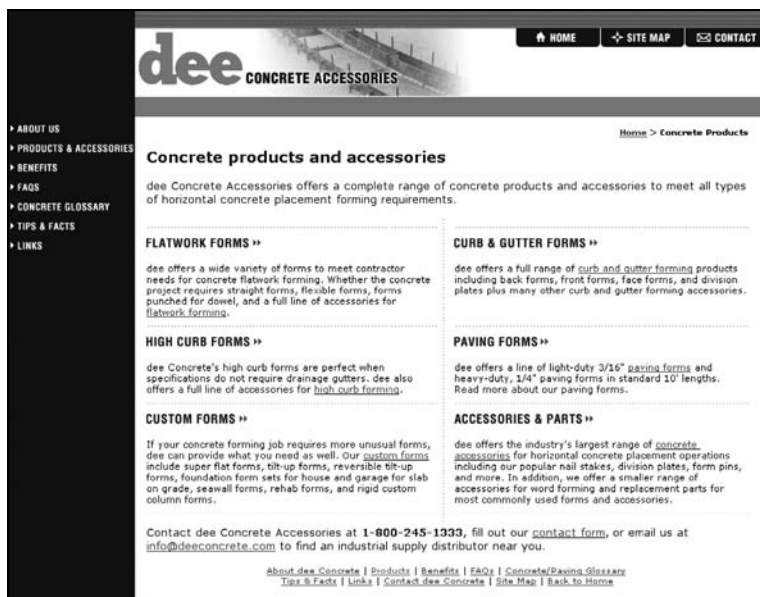 HOME
SITE MAP
CONTACT
dee CONCRETE ACCESSORIES
ABOUT US
PRODUCTS & ACCESSORIES
BENEFITS
FAQS
CONCRETE GLOSSARY
TIPS & FACTS
LINKS
Home > Concrete Products
Concrete products and accessories
dee Concrete Accessories offers a complete range of concrete products and accessories to meet all types
of horizontal concrete placement forming requirements.
FLATWORK FORMS »
dee offers a wide variety of forms to meet contractor
needs for concrete flatwork forming. Whether the concrete
project requires straight forms, flexible forms, forms
punched for dowel, and a full line of accessories for
flatwork forming.
CURB & GUTTER FORMS »
dee offers a full range of curb and gutter forming products
including back forms, front forms, face forms, and division
plates plus many other curb and gutter forming accessories.
HIGH CURB FORMS »
dee Concrete's high curb forms are perfect when
specifications do not require drainage gutters. dee also
offers a full line of accessories for high curb forming.
PAVING FORMS »
dee offers a line of light-duty 3/16" paving forms and
heavy-duty, 1/4" paving forms in standard 10' lengths.
Read more about our paving forms.
CUSTOM FORMS »
If your concrete forming job requires more unusual forms,
dee can provide what you need as well. Our custom forms
include super flat forms, tilt-up forms, reversible tilt-up
forms, foundation form sets for house and garage for slab
on grade, seawall forms, rehab forms, and rigid custom
column forms.
ACCESSORIES & PARTS »
dee offers the industry's largest range of concrete
accessories for horizontal concrete placement operations
including our popular nail stakes, division plates, form pins,
and more. In addition, we offer a smaller range of
accessories for word forming and replacement parts for
most commonly used forms and accessories.
Contact dee Concrete Accessories at 1-800-245-1333, fill out our contact form, or email us at
info@deeconcrete.com to find an industrial supply distributor near you.
About dee Concrete | Products | Benefits | FAQs | Concrete/Paving Glossary
Tips & Facts | Links | Contact dee Concrete | Site Map | Back to Home